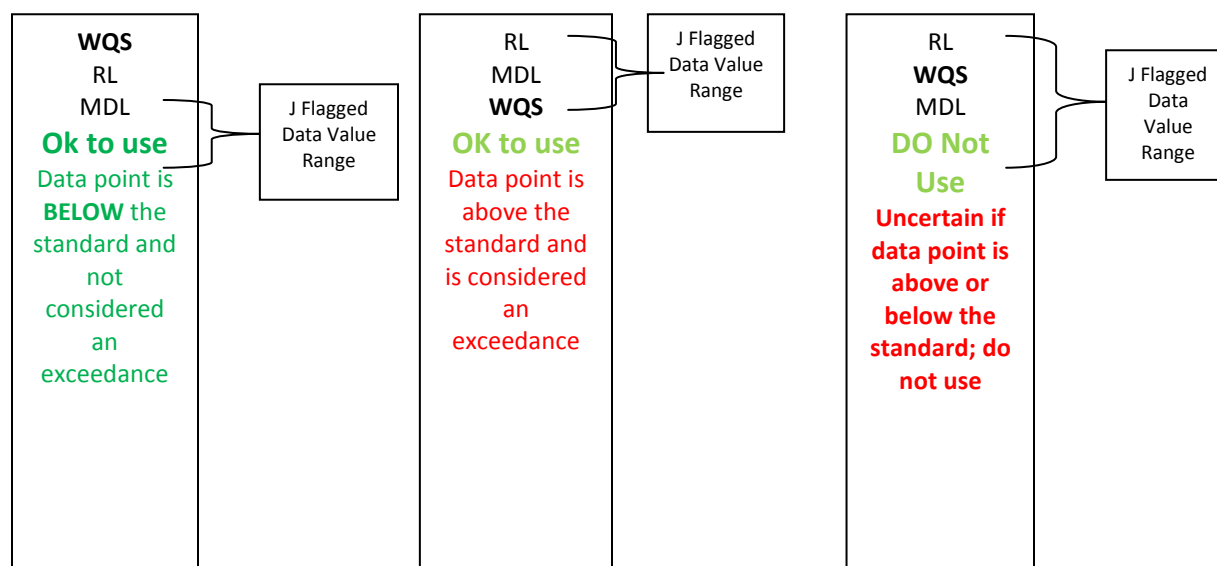 WQS
RL
MDL
Ok to use
Data point is
BELOW the
standard and
not
considered
an
exceedance
J Flagged
Data Value
Range
RL
MDL
WQS
OK to use
Data point is
above the
standard and
is considered
an
exceedance
J Flagged
Data Value
Range
RL
WQS
MDL
DO Not
Use
Uncertain if
data point is
above or
below the
standard; do
not use
J Flagged
Data
Value
Range